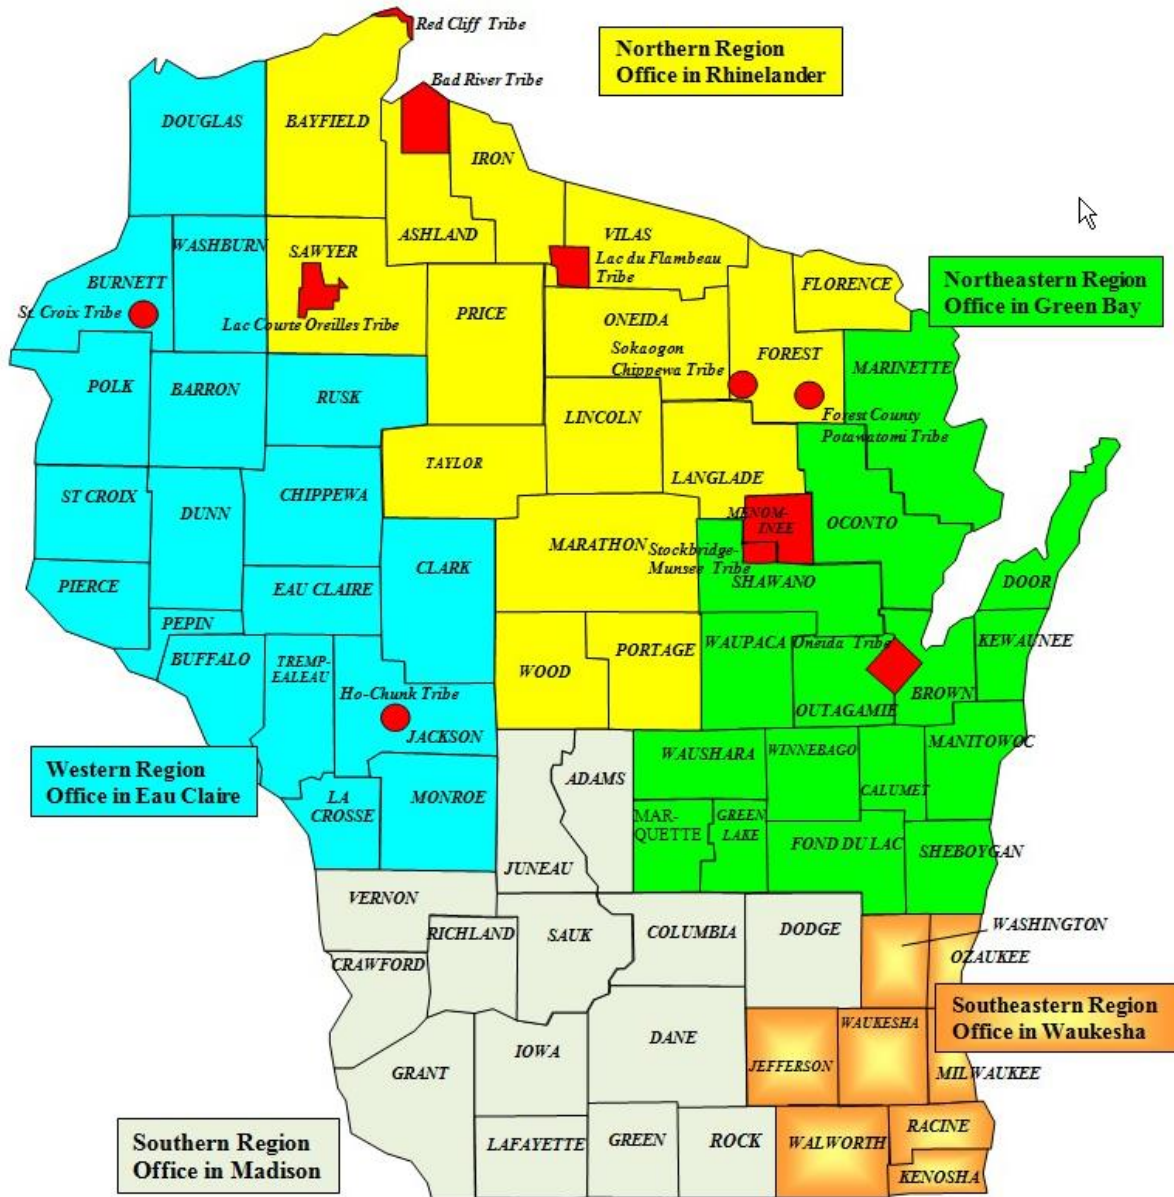 Red Cliff Tribe
Northern Region
Office in Rhinelander
Bad River Tribe
DOUGLAS
BAYFIELD
IRON
ASHLAND
VILAS
WASHBURN
SAWYER
BURNETT
Lac du Flambeau
Tribe
FLORENCE
Northeastern Region
Office in Green Bay
St. Croix Tribe
Lac Courte Oreilles Tribe
PRICE
ONEIDA
Sokaogon
Chippewa Tribe
FOREST
MARINETTE
POLK
BARRON
RUSK
LINCOLN
Forest County
Potawatomi Tribe
TAYLOR
LANGLADE
ST CROIX
DUNN
CHIPPEWA
MENOM-
INEE
OCONTO
MARATHON
Stockbridge-
Munsee Tribe
CLARK
SHAWANO
PIERCE
EAU CLAIRE
DOOR
PEPIN
BUFFALO
TREMP-
EALEAU
WOOD
PORTAGE
WAUPACA
Oneida Tribe
KEWAUNEE
Ho-Chunk Tribe
JACKSON
OUTAGAMIE
BROWN
Western Region
Office in Eau Claire
WAUSHARA
WINNEBAGO
MANITOWOC
ADAMS
LA
CROSSE
MONROE
CALUMET
MAR-
QUETTE
GREEN
LAKE
FOND DU LAC
SHEBOYGAN
JUNEAU
VERNON
RICHLAND
SAUK
COLUMBIA
DODGE
WASHINGTON
CRAWFORD
OZAUKEE
Southeastern Region
Office in Waukesha
IOWA
DANE
WAUKESHA
JEFFERSON
MILWAUKEE
GRANT
Southern Region
Office in Madison
LAFAYETTE
GREEN
ROCK
WALWORTH
RACINE
KENOSHA